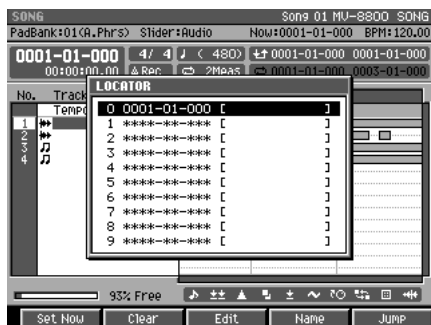 SONG Song 01 MV-8800 SONG
PadBank:01(A.Phrs) Slider:Audio Now:0001-01-000 BPM:120.00
0001-01-000 4/ 4 ( 480) 0001-01-000 0001-01-000
00:00:00.00 Rec 2Meas 0001-01-000 0003-01-000
No. Track
Tempo
1
2
3
4
LOCATOR
0 0001-01-000 [ ]
1 ****-**-*** [ ]
2 ****-**-*** [ ]
3 ****-**-*** [ ]
4 ****-**-*** [ ]
5 ****-**-*** [ ]
6 ****-**-*** [ ]
7 ****-**-*** [ ]
8 ****-**-*** [ ]
9 ****-**-*** [ ]
93% Free
Set Now Clear Edit Name Jump